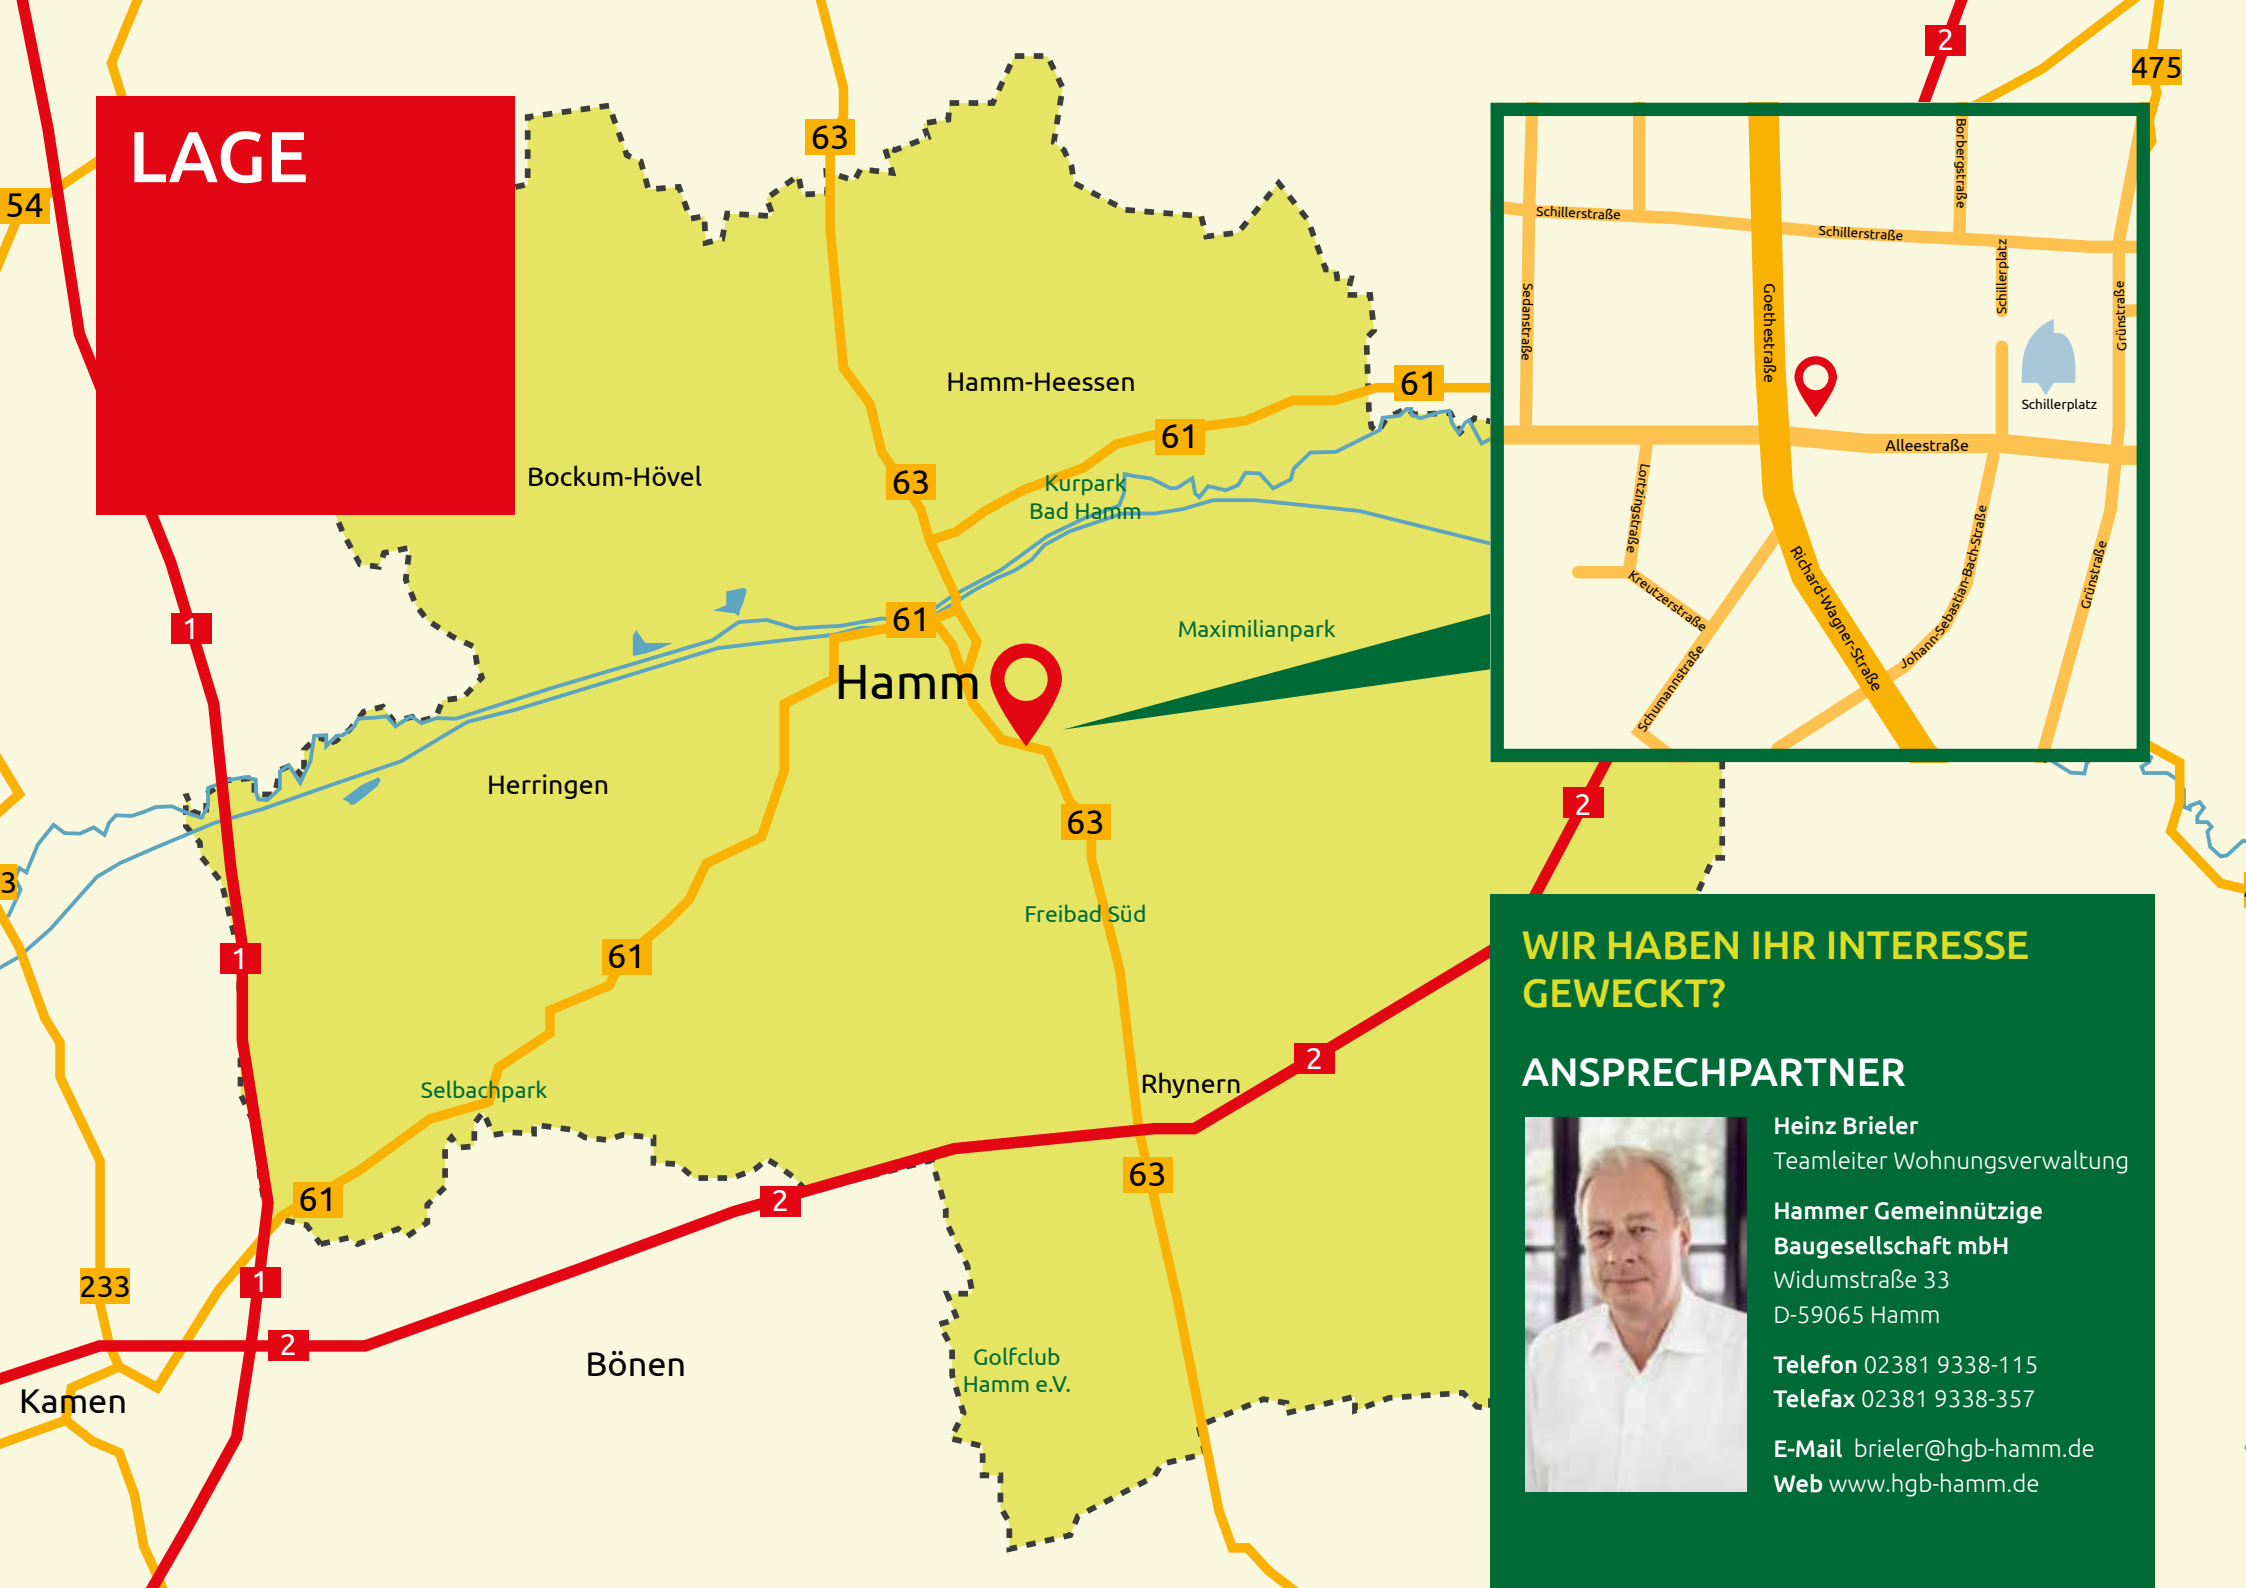 LAGE
54
63
475
2
63
61
61
61
1
1
1
61
61
63
63
2
2
2
2
233
3
Hamm-Heessen
Bockum-Hövel
Kurpark
Bad Hamm
Maximilianpark
Hamm
Herringen
Freibad Süd
Selbachpark
Rhynern
Golfclub
Hamm e.V.
Bönen
Kamen
Borbergstraße
Schillerstraße
Schillerstraße
Schillerplatz
Sedanstraße
Goethestraße
Grünstraße
Schillerplatz
Alleestraße
Lortzingstraße
Kreutzerstraße
Schumannstraße
Richard-Wagner-Straße
Johann-Sebastian-Bach-Straße
Grünstraße
WIR HABEN IHR INTERESSE
GEWECKT?
ANSPRECHPARTNER
Heinz Brieler
Teamleiter Wohnungsverwaltung
Hammer Gemeinnützige
Baugesellschaft mbH
Widumstraße 33
D-59065 Hamm
Telefon 02381 9338-115
Telefax 02381 9338-357
E-Mail brieler@hgb-hamm.de
Web www.hgb-hamm.de